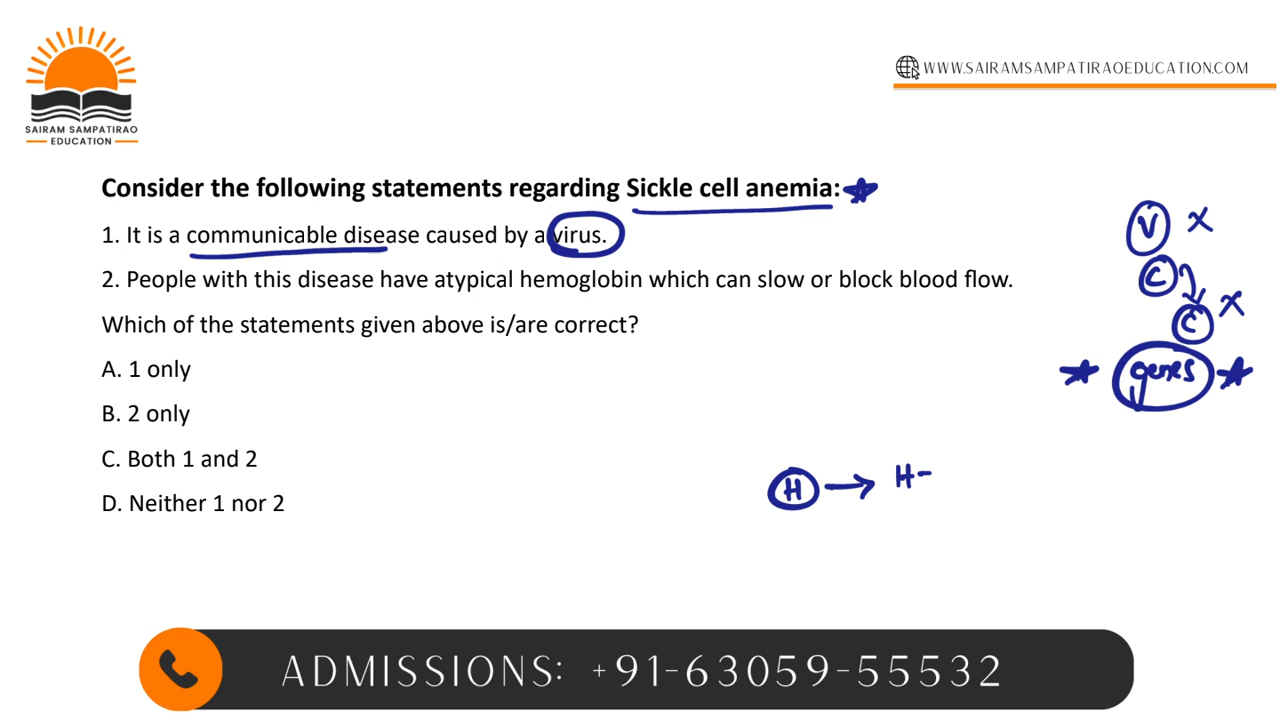 SAIRAM SAMPATIRAO
EDUCATION
WWW.SAIRAMSAMPATIRAOEDUCATION.COM
Consider the following statements regarding Sickle cell anemia:
1. It is a communicable disease caused by a virus.
2. People with this disease have atypical hemoglobin which can slow or block blood flow.
Which of the statements given above is/are correct?
A. 1 only
B. 2 only
C. Both 1 and 2
D. Neither 1 nor 2
V X
C
C X
genes
H → H-
ADMISSIONS: +91-63059-55532